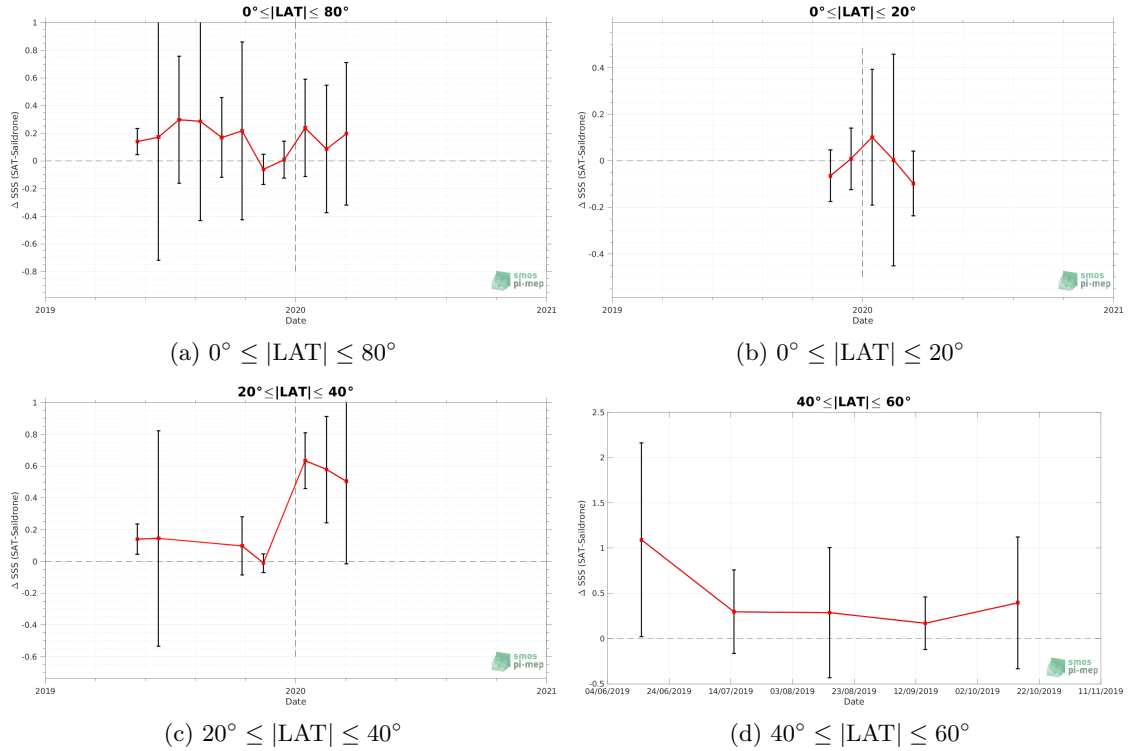 0°≤|LAT|≤ 80°
1
0.8
0.6
0.4
0.2
0
-0.2
-0.4
-0.6
-0.8
Δ SSS (SAT-Saildrone)
2019
2020
2021
Date
smos
pi-mep
(a) 0° ≤ |LAT| ≤ 80°
0°≤|LAT|≤ 20°
0.4
0.2
0
-0.2
-0.4
Δ SSS (SAT-Saildrone)
2019
2020
2021
Date
smos
pi-mep
(b) 0° ≤ |LAT| ≤ 20°
20°≤|LAT|≤ 40°
1
0.8
0.6
0.4
0.2
0
-0.2
-0.4
-0.6
Δ SSS (SAT-Saildrone)
2019
2020
2021
Date
smos
pi-mep
(c) 20° ≤ |LAT| ≤ 40°
40°≤|LAT|≤ 60°
2.5
2
1.5
1
0.5
0
-0.5
Δ SSS (SAT-Saildrone)
04/06/2019
24/06/2019
14/07/2019
03/08/2019
23/08/2019
12/09/2019
02/10/2019
22/10/2019
11/11/2019
Date
smos
pi-mep
(d) 40° ≤ |LAT| ≤ 60°